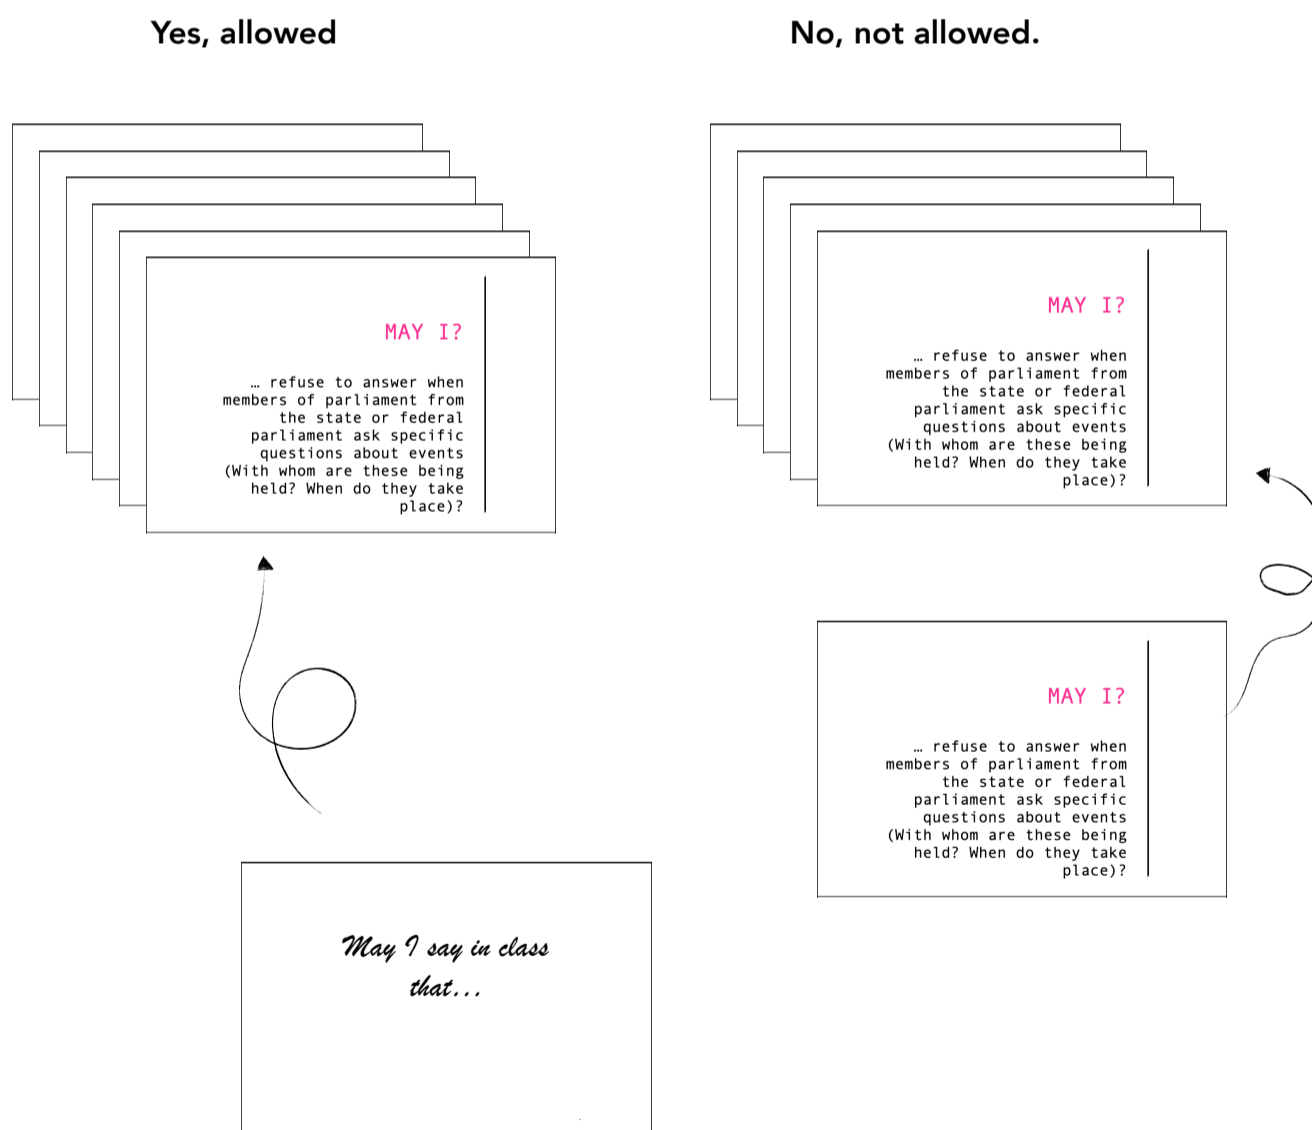 Yes, allowed
No, not allowed.
MAY I?
… refuse to answer when
members of parliament from
the state or federal
parliament ask specific
questions about events
(With whom are these being
held? When do they take
place)?
MAY I?
… refuse to answer when
members of parliament from
the state or federal
parliament ask specific
questions about events
(With whom are these being
held? When do they take
place)?
MAY I?
… refuse to answer when
members of parliament from
the state or federal
parliament ask specific
questions about events
(With whom are these being
held? When do they take
place)?
May I say in class
that...